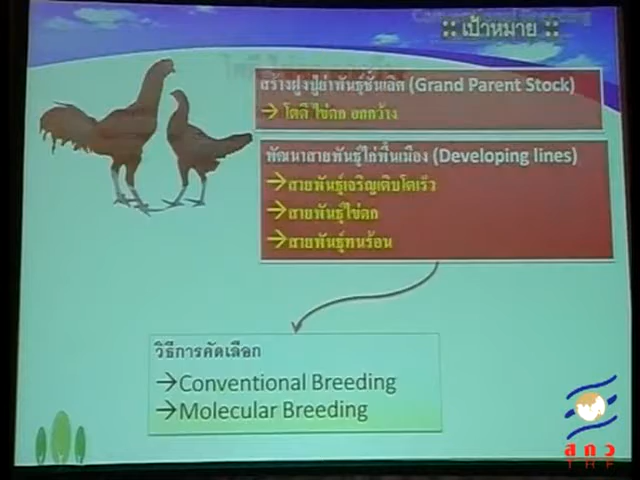 :: เป้าหมาย ::
สร้างฝูงปู่ย่าพันธุ์ชั้นเลิศ (Grand Parent Stock)
→ โตดี ไข่ดก อกกว้าง
พัฒนาสายพันธุ์ไก่พื้นเมือง (Developing lines)
→ สายพันธุ์เจริญเติบโตเร็ว
→ สายพันธุ์ไข่ดก
→ สายพันธุ์ทนร้อน
วิธีการคัดเลือก
→ Conventional Breeding
→ Molecular Breeding
สกว
TRF